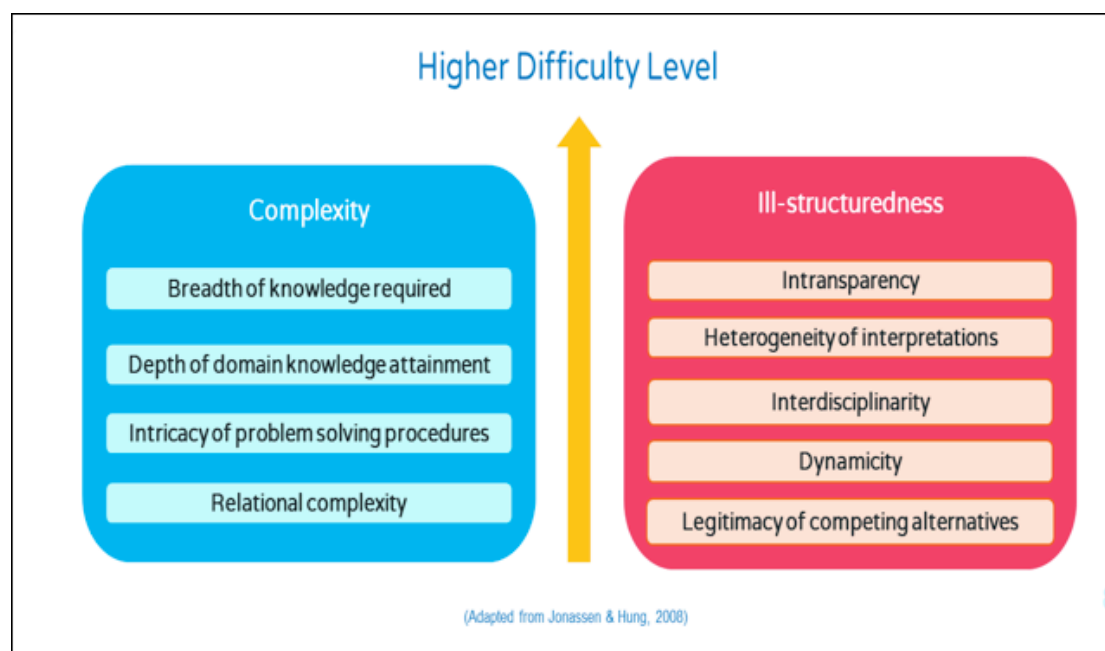 Higher Difficulty Level
Complexity
Breadth of knowledge required
Depth of domain knowledge attainment
Intricacy of problem solving procedures
Relational complexity
Ill-structuredness
Intransparency
Heterogeneity of interpretations
Interdisciplinarity
Dynamicity
Legitimacy of competing alternatives
(Adapted from Jonassen & Hung, 2008)